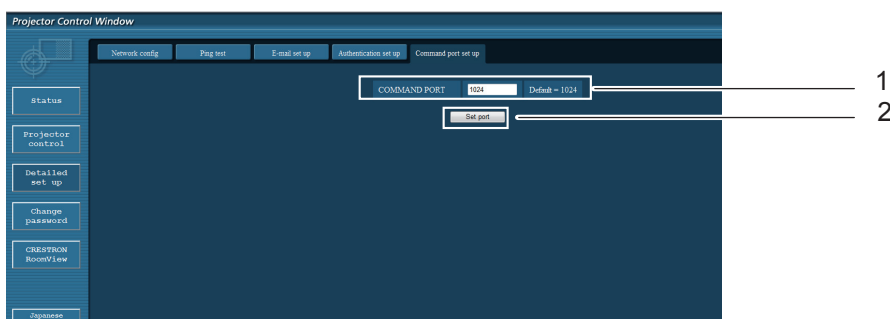 Projector Control Window
Network config Ping test E-mail set up Authentication set up Command port set up
COMMAND PORT 1024 Default = 1024 1
Set port 2
Status
Projector
control
Detailed
set up
Change
password
CRESTRON
RoomView
Japanese